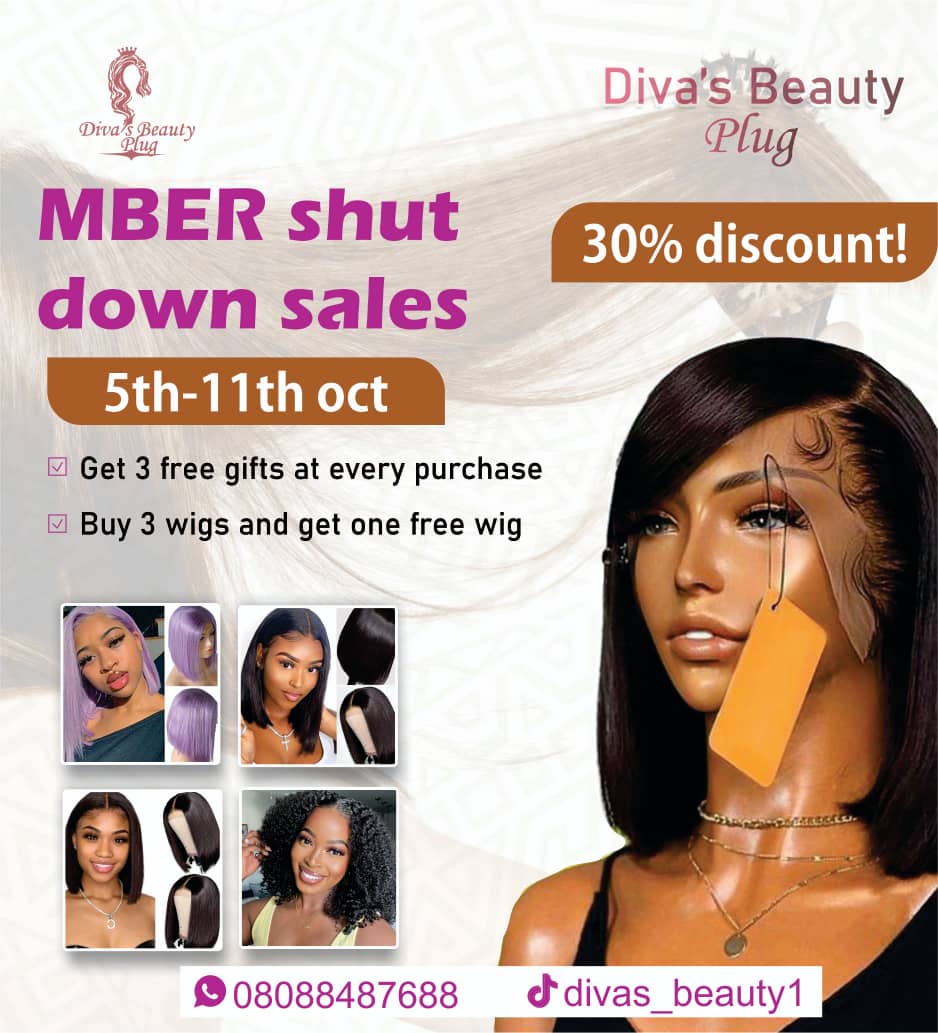 Diva's Beauty
Plug
Diva's Beauty
Plug
MBER shut
down sales
30% discount!
5th-11th oct
Get 3 free gifts at every purchase
Buy 3 wigs and get one free wig
08088487688
divas_beauty1